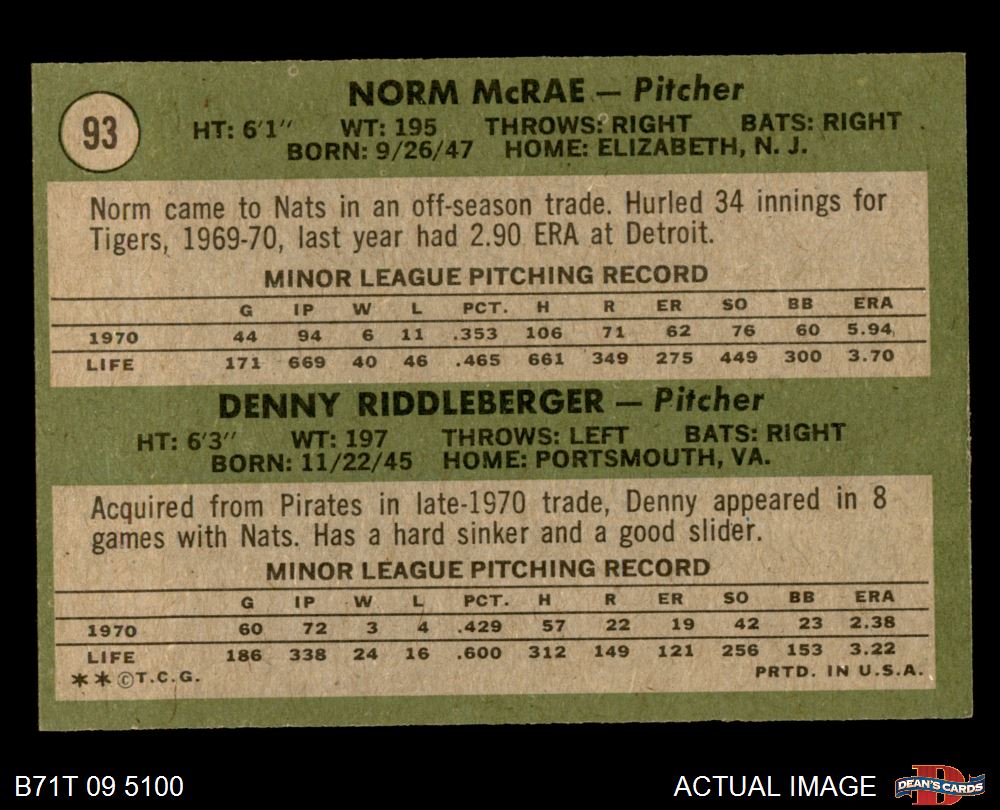 93
NORM McRAE — Pitcher
HT: 6'1" WT: 195 THROWS: RIGHT BATS: RIGHT
BORN: 9/26/47 HOME: ELIZABETH, N. J.
Norm came to Nats in an off-season trade. Hurled 34 innings for
Tigers, 1969-70, last year had 2.90 ERA at Detroit.
MINOR LEAGUE PITCHING RECORD
G IP W L PCT. H R ER SO BB ERA
1970 44 94 6 11 .353 106 71 62 76 60 5.94
LIFE 171 669 40 46 .465 661 349 275 449 300 3.70
DENNY RIDDLEBERGER — Pitcher
HT: 6'3" WT: 197 THROWS: LEFT BATS: RIGHT
BORN: 11/22/45 HOME: PORTSMOUTH, VA.
Acquired from Pirates in late-1970 trade, Denny appeared in 8
games with Nats. Has a hard sinker and a good slider.
MINOR LEAGUE PITCHING RECORD
G IP W L PCT. H R ER SO BB ERA
1970 60 72 3 4 .429 57 22 19 42 23 2.38
LIFE 186 338 24 16 .600 312 149 121 256 153 3.22
**©T.C.G. PRTD. IN U.S.A.
B71T 09 5100 ACTUAL IMAGE D DEAN'S CARDS